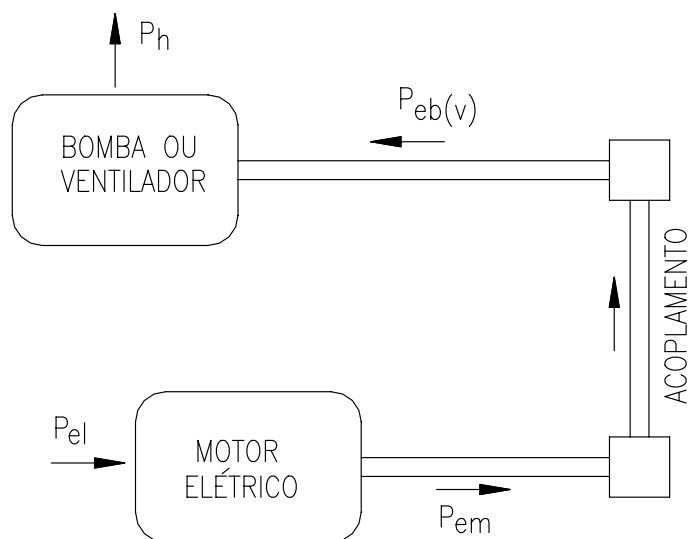 Ph
Peb(v)
BOMBA OU
VENTILADOR
ACOPLAMENTO
Pel
MOTOR
ELÉTRICO
Pem